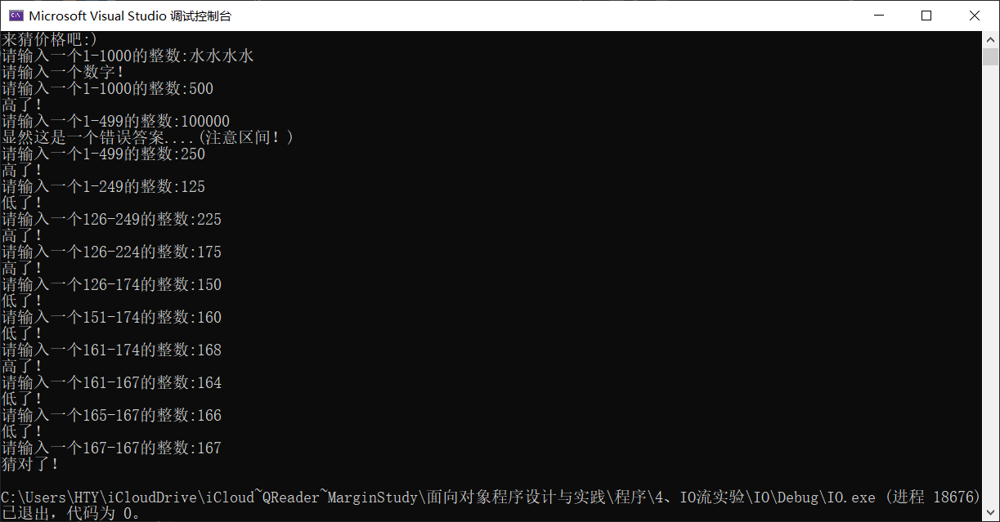 Microsoft Visual Studio 调试控制台
来猜价格吧:)
请输入一个1-1000的整数:水水水水
请输入一个数字!
请输入一个1-1000的整数:500
高了!
请输入一个1-499的整数:100000
显然这是一个错误答案....(注意区间!)
请输入一个1-499的整数:250
高了!
请输入一个1-249的整数:125
低了!
请输入一个126-249的整数:225
高了!
请输入一个126-224的整数:175
高了!
请输入一个126-174的整数:150
低了!
请输入一个151-174的整数:160
低了!
请输入一个161-174的整数:168
高了!
请输入一个161-167的整数:164
低了!
请输入一个165-167的整数:166
低了!
请输入一个167-167的整数:167
猜对了!
C:\Users\HTY\iCloudDrive\iCloud~QReader~MarginStudy\面向对象程序设计与实践\程序\4、IO流实验\IO\Debug\IO.exe (进程 18676)
已退出，代码为 0。